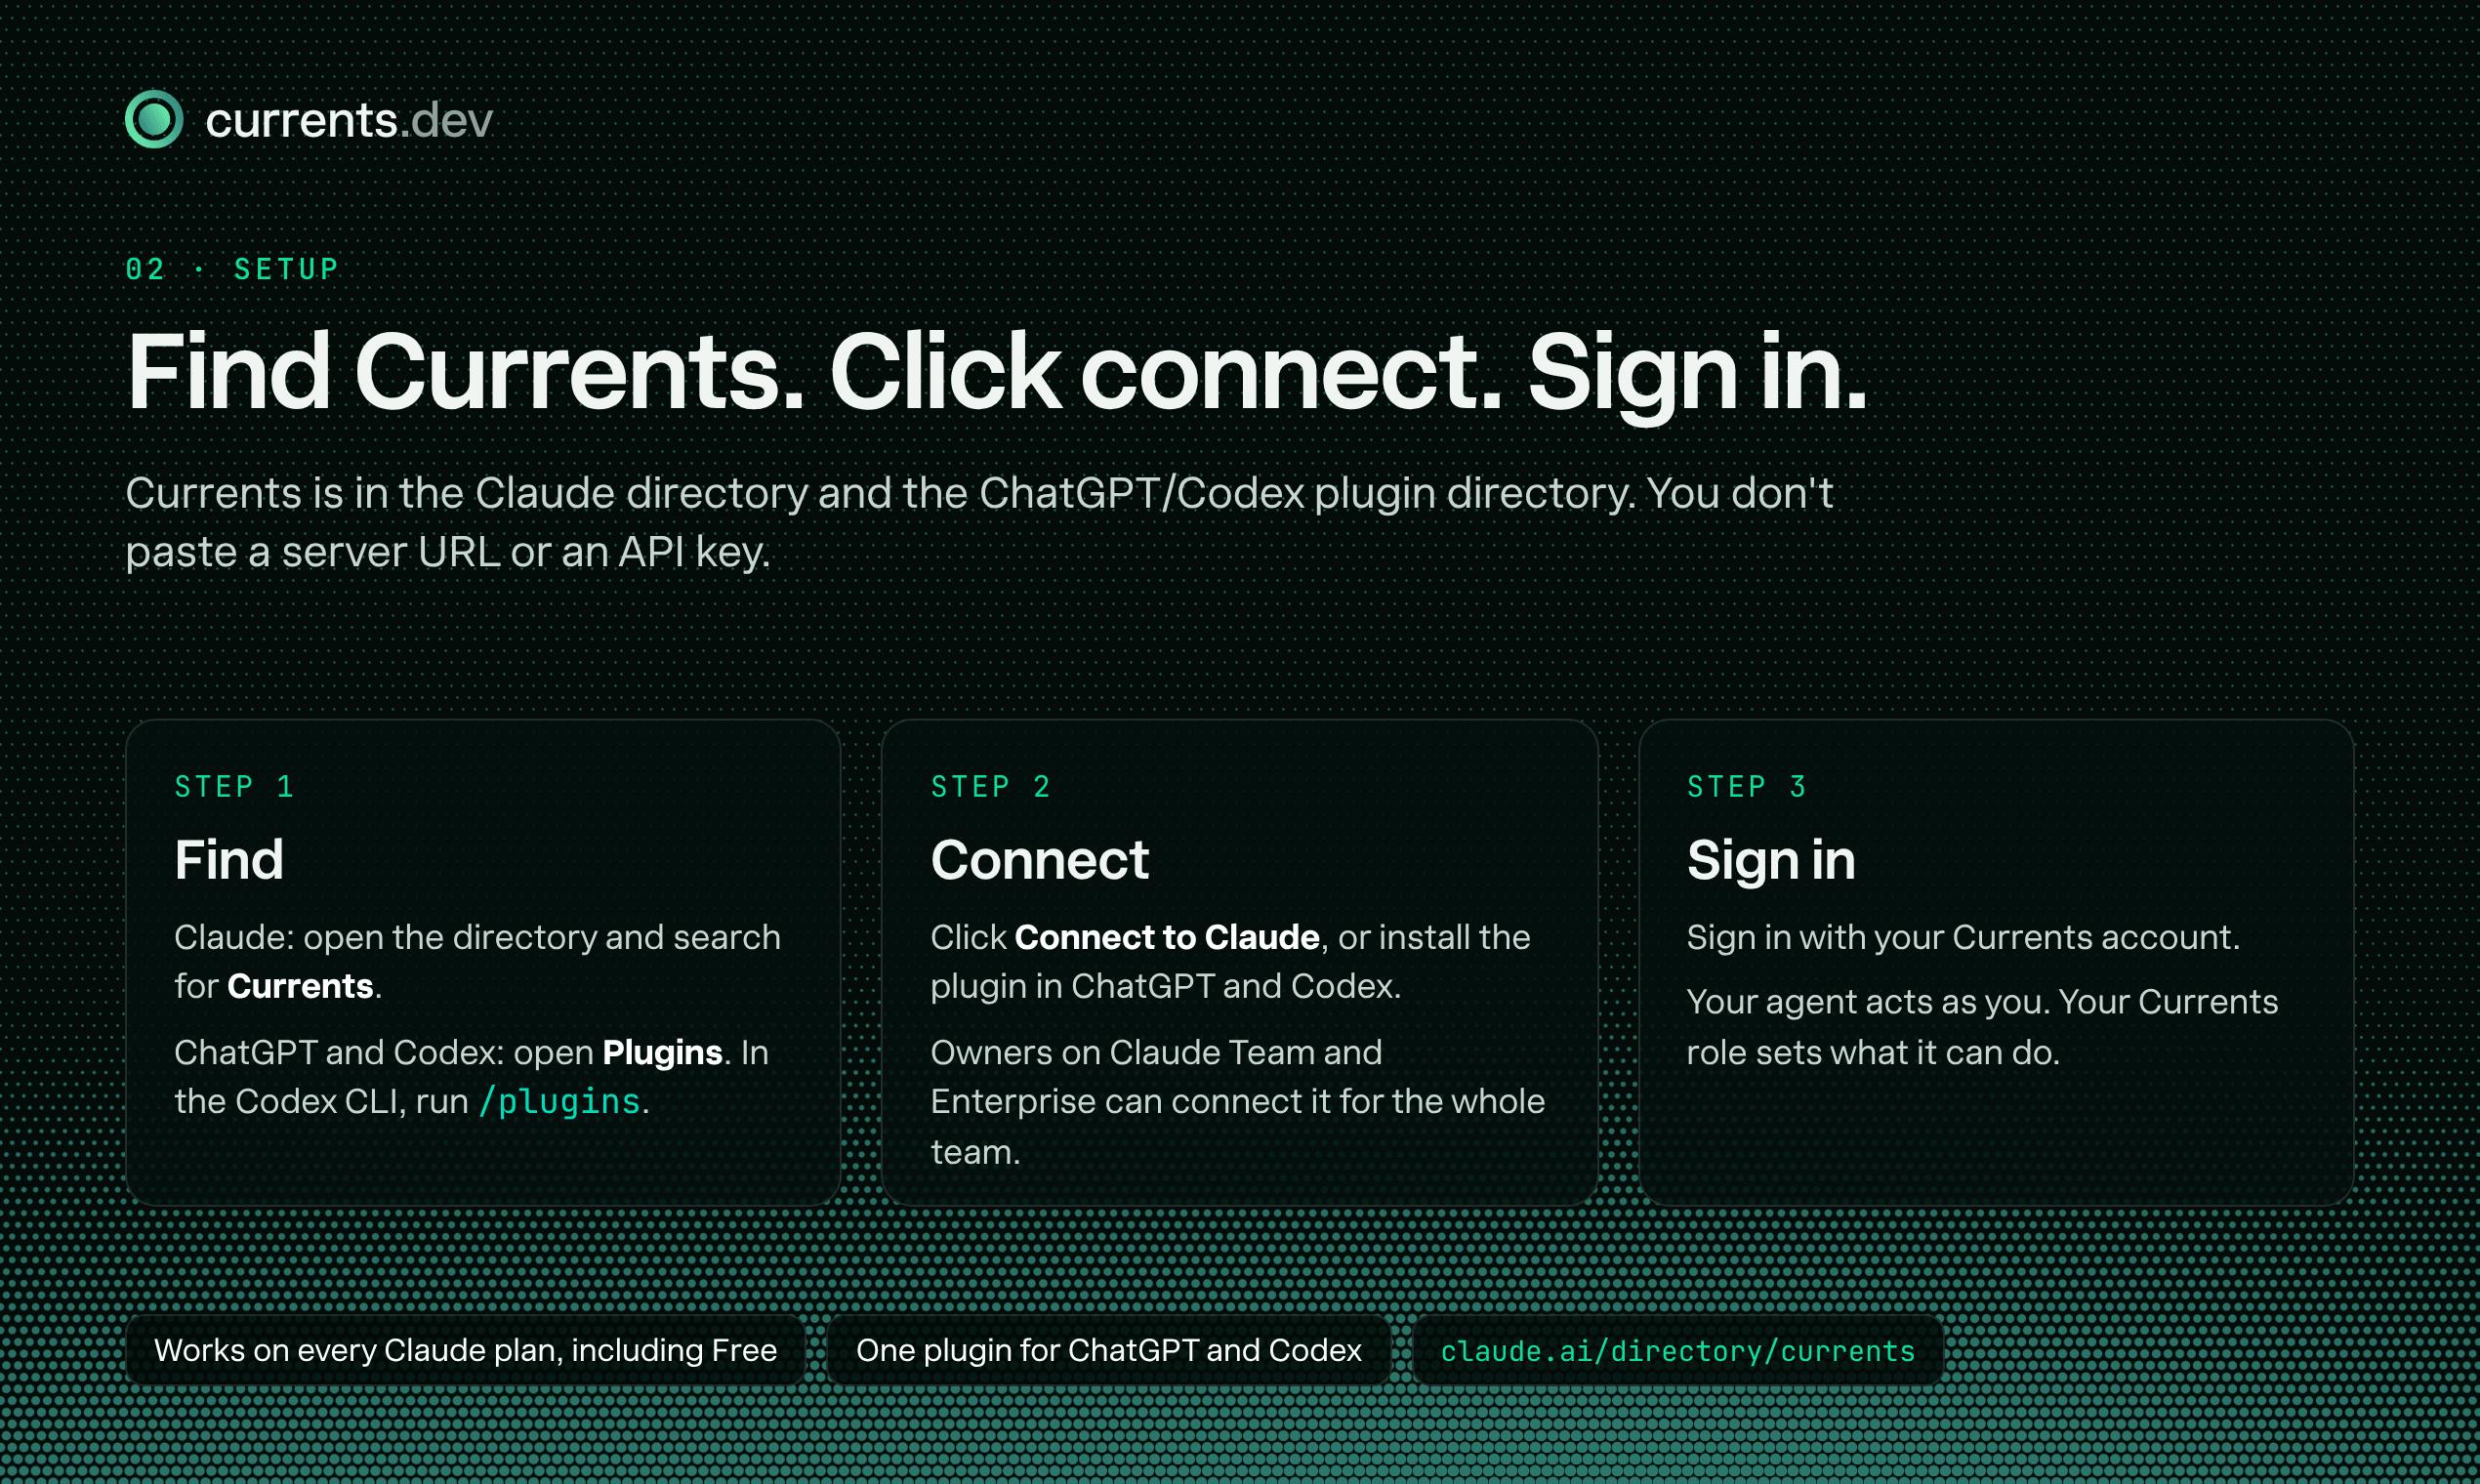 currents.dev
02 · SETUP
Find Currents. Click connect. Sign in.
Currents is in the Claude directory and the ChatGPT/Codex plugin directory. You don't
paste a server URL or an API key.
STEP 1
Find
Claude: open the directory and search
for Currents.
ChatGPT and Codex: open Plugins. In
the Codex CLI, run /plugins.
STEP 2
Connect
Click Connect to Claude, or install the
plugin in ChatGPT and Codex.
Owners on Claude Team and
Enterprise can connect it for the whole
team.
STEP 3
Sign in
Sign in with your Currents account.
Your agent acts as you. Your Currents
role sets what it can do.
Works on every Claude plan, including Free
One plugin for ChatGPT and Codex
claude.ai/directory/currents